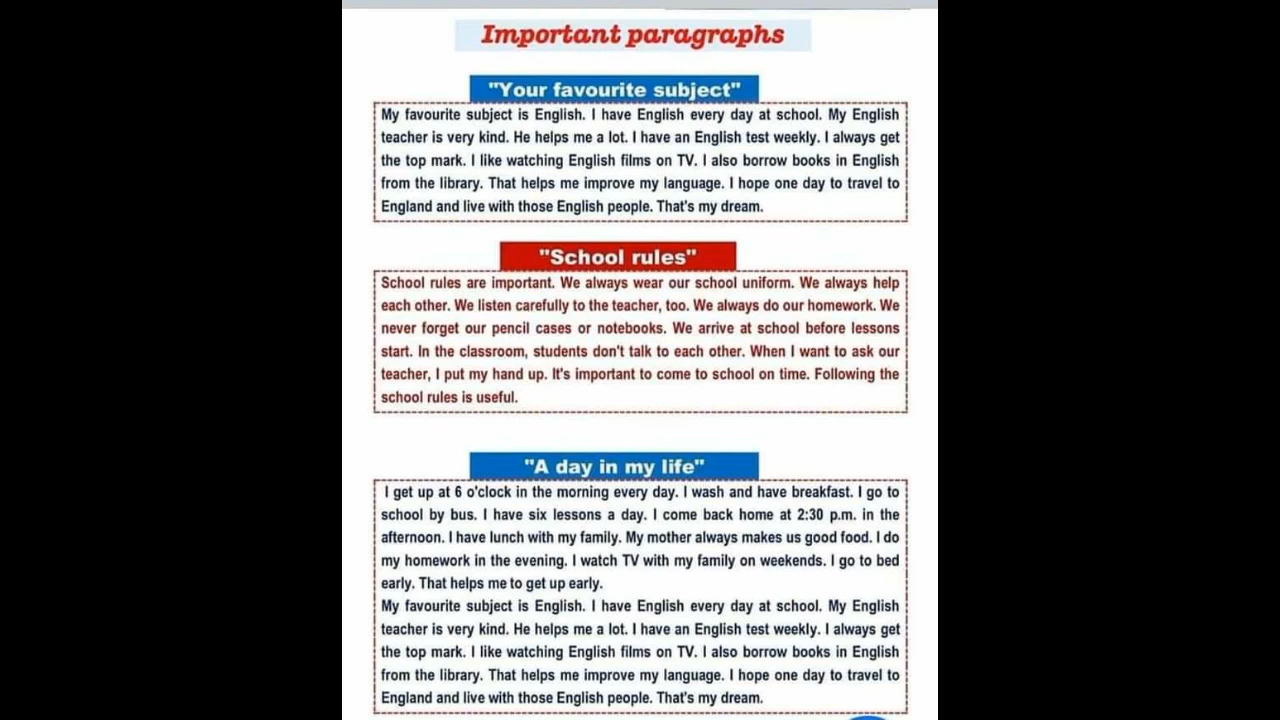 Important paragraphs
"Your favourite subject"
My favourite subject is English. I have English every day at school. My English
teacher is very kind. He helps me a lot. I have an English test weekly. I always get
the top mark. I like watching English films on TV. I also borrow books in English
from the library. That helps me improve my language. I hope one day to travel to
England and live with those English people. That's my dream.
"School rules"
School rules are important. We always wear our school uniform. We always help
each other. We listen carefully to the teacher, too. We always do our homework. We
never forget our pencil cases or notebooks. We arrive at school before lessons
start. In the classroom, students don't talk to each other. When I want to ask our
teacher, I put my hand up. It's important to come to school on time. Following the
school rules is useful.
"A day in my life"
I get up at 6 o'clock in the morning every day. I wash and have breakfast. I go to
school by bus. I have six lessons a day. I come back home at 2:30 p.m. in the
afternoon. I have lunch with my family. My mother always makes us good food. I do
my homework in the evening. I watch TV with my family on weekends. I go to bed
early. That helps me to get up early.
My favourite subject is English. I have English every day at school. My English
teacher is very kind. He helps me a lot. I have an English test weekly. I always get
the top mark. I like watching English films on TV. I also borrow books in English
from the library. That helps me improve my language. I hope one day to travel to
England and live with those English people. That's my dream.